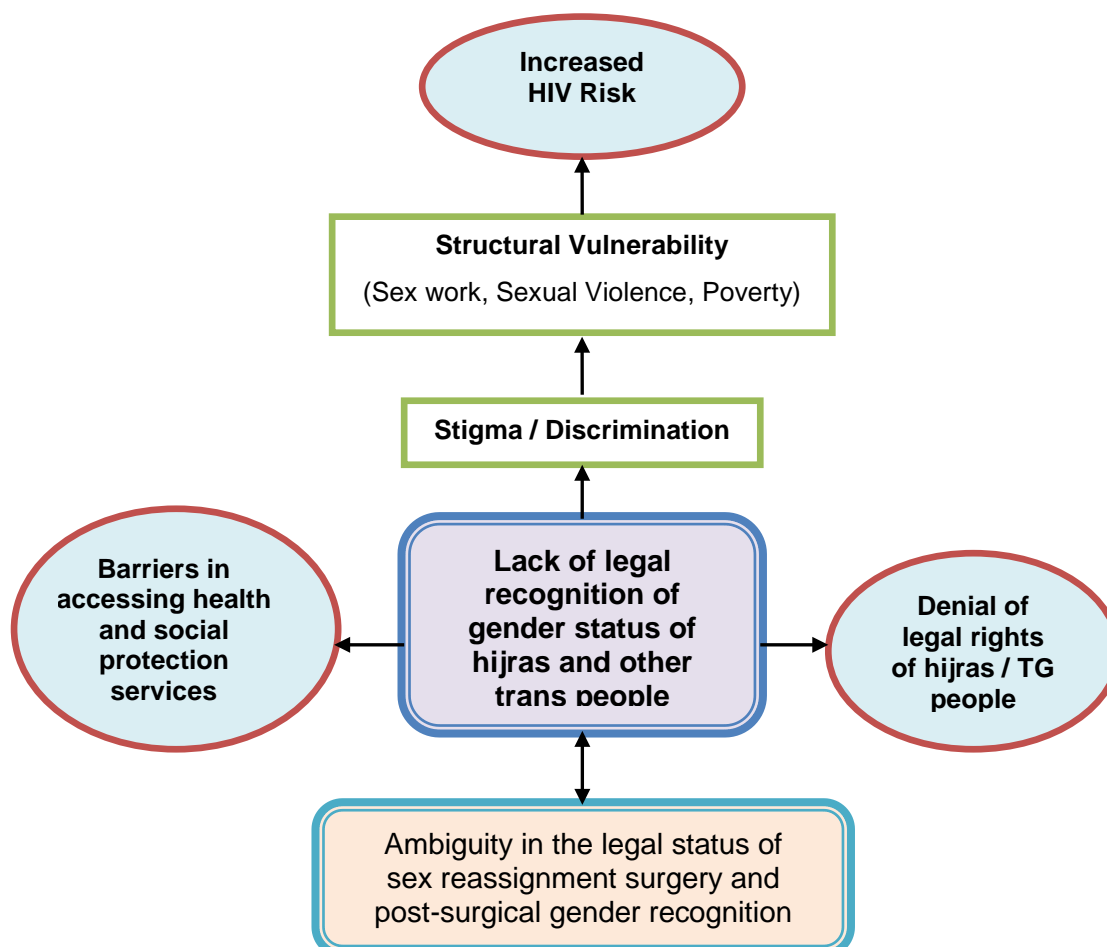 Increased
HIV Risk
Structural Vulnerability
(Sex work, Sexual Violence, Poverty)
Stigma / Discrimination
Barriers in
accessing health
and social
protection
services
Lack of legal
recognition of
gender status of
hijras and other
trans people
Denial of
legal rights
of hijras / TG
people
Ambiguity in the legal status of
sex reassignment surgery and
post-surgical gender recognition